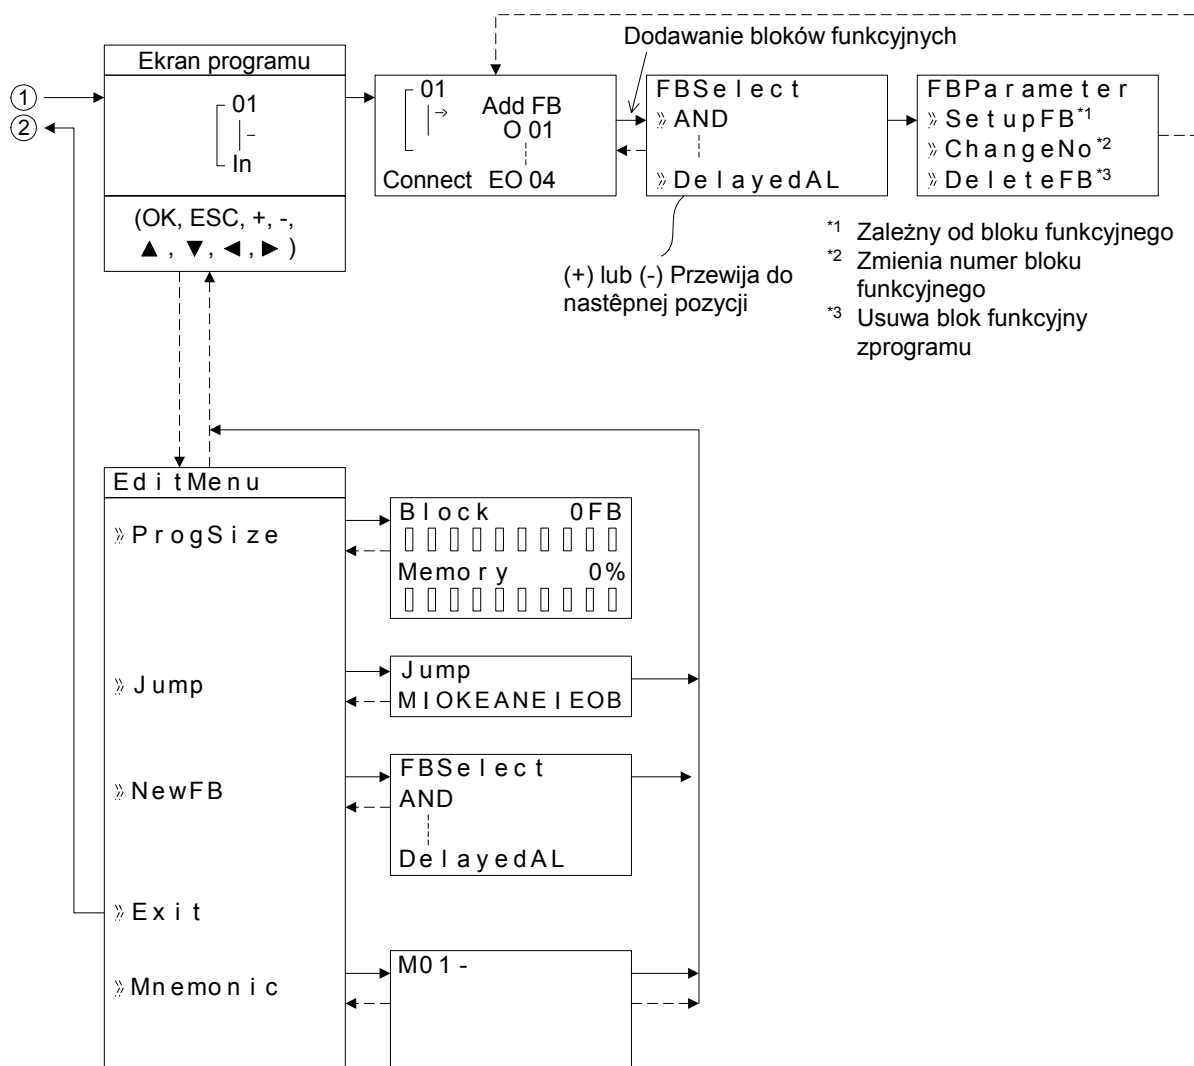 Dodawanie bloków funkcyjnych
Ekran programu
1
2
01
In
(OK, ESC, +, -,
▲ , ▼, ◄ , ► )
01
Add FB
O 01
Connect EO 04
FBSelect
» AND
» DelayedAL
FBParameter
» SetupFB*1
» ChangeNo*2
» DeleteFB*3
(+) lub (-) Przewija do
nastêpnej pozycji
*1 Zależny od bloku funkcyjnego
*2 Zmienia numer bloku
funkcyjnego
*3 Usuwa blok funkcyjny
zprogramu
EditMenu
» ProgSize
Block 0FB
Memory 0%
» Jump
Jump
MIOKEANEIEOB
» NewFB
FBSelect
AND
DelayedAL
» Exit
» Mnemonic
M01-